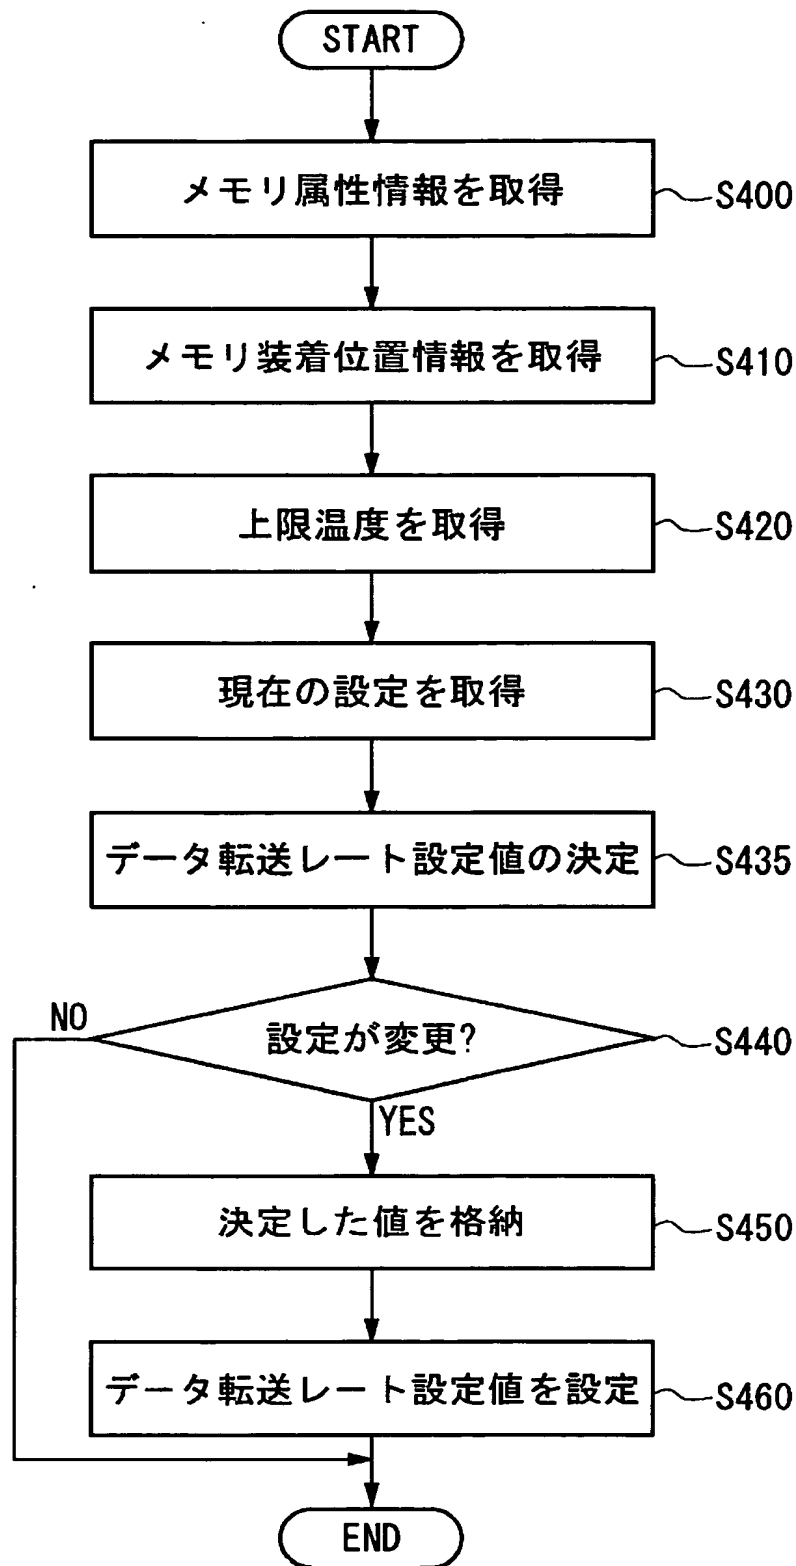 START
メモリ属性情報を取得
S400
メモリ装着位置情報を取得
S410
上限温度を取得
S420
現在の設定を取得
S430
データ転送レート設定値の決定
S435
NO
設定が変更?
S440
YES
決定した値を格納
S450
データ転送レート設定値を設定
S460
END